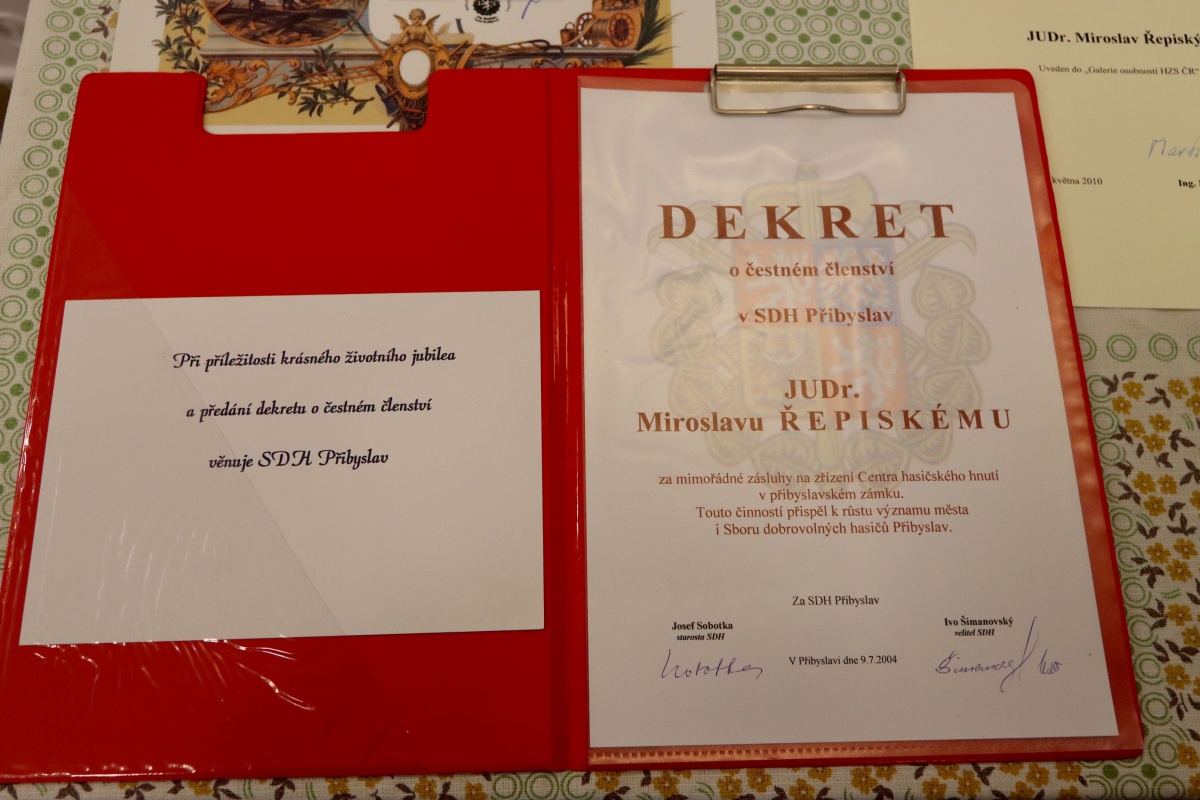 Při příležitosti krásného životního jubilea
a předání dekretu o čestném členství
věnuje SDH Přibyslav
DEKRET
o čestném členství
v SDH Přibyslav
JUDr.
Miroslavu ŘEPISKÉMU
za mimořádné zásluhy na zřízení Centra hasičského hnutí
v přibyslavském zámku.
Touto činností přispěl k růstu významu města
i Sboru dobrovolných hasičů Přibyslav.
Za SDH Přibyslav
Josef Sobotka
starosta SDH
Ivo Šimanovský
velitel SDH
V Přibyslavi dne 9.7.2004
JUDr. Miroslav Řepiský
Uveden do „Galerie osobností HZS ČR"
května 2010
Ing.